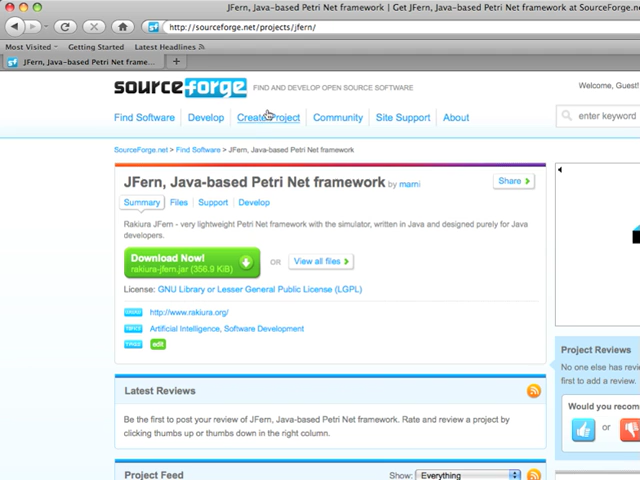 JFern, Java-based Petri Net framework | Get JFern, Java-based Petri Net framework at SourceForge.ne
http://sourceforge.net/projects/jfern/
Most Visited
Getting Started
Latest Headlines
JFern, Java-based Petri Net frame...
sourceforge
FIND AND DEVELOP OPEN SOURCE SOFTWARE
Welcome, Guest!
Find Software
Develop
Create Project
Community
Site Support
About
enter keyword
SourceForge.net > Find Software > JFern, Java-based Petri Net framework
JFern, Java-based Petri Net framework by marni
Share
Summary
Files
Support
Develop
Rakiura JFern - very lightweight Petri Net framework with the simulator, written in Java and designed purely for Java
developers.
Download Now!
rakiura-jfern.jar (356.9 KiB)
OR
View all files
License: GNU Library or Lesser General Public License (LGPL)
http://www.rakiura.org/
Artificial Intelligence, Software Development
edit
Latest Reviews
Be the first to post your review of JFern, Java-based Petri Net framework. Rate and review a project by
clicking thumbs up or thumbs down in the right column.
Project Feed
Show:
Everything
Project Reviews
No one else has review
first to add a review.
Would you recom
or